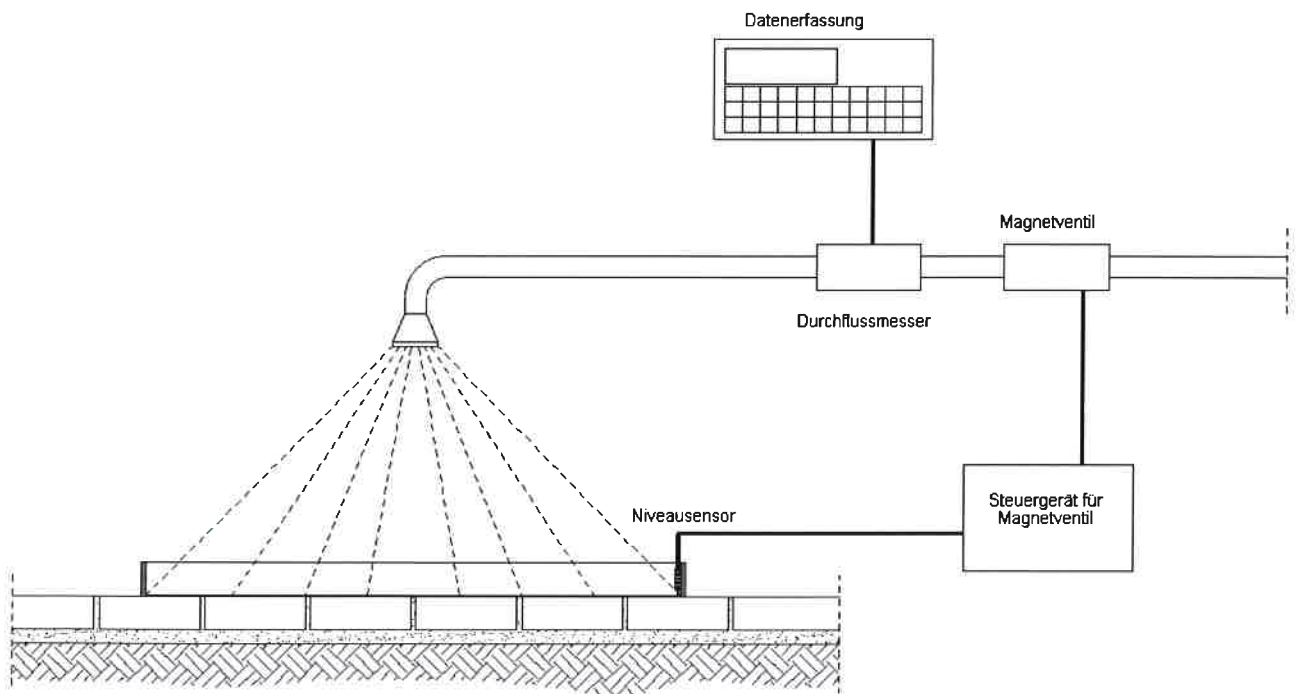 Datenerfassung
Magnetventil
Durchflussmesser
Niveausensor
Steuergerät für
Magnetventil